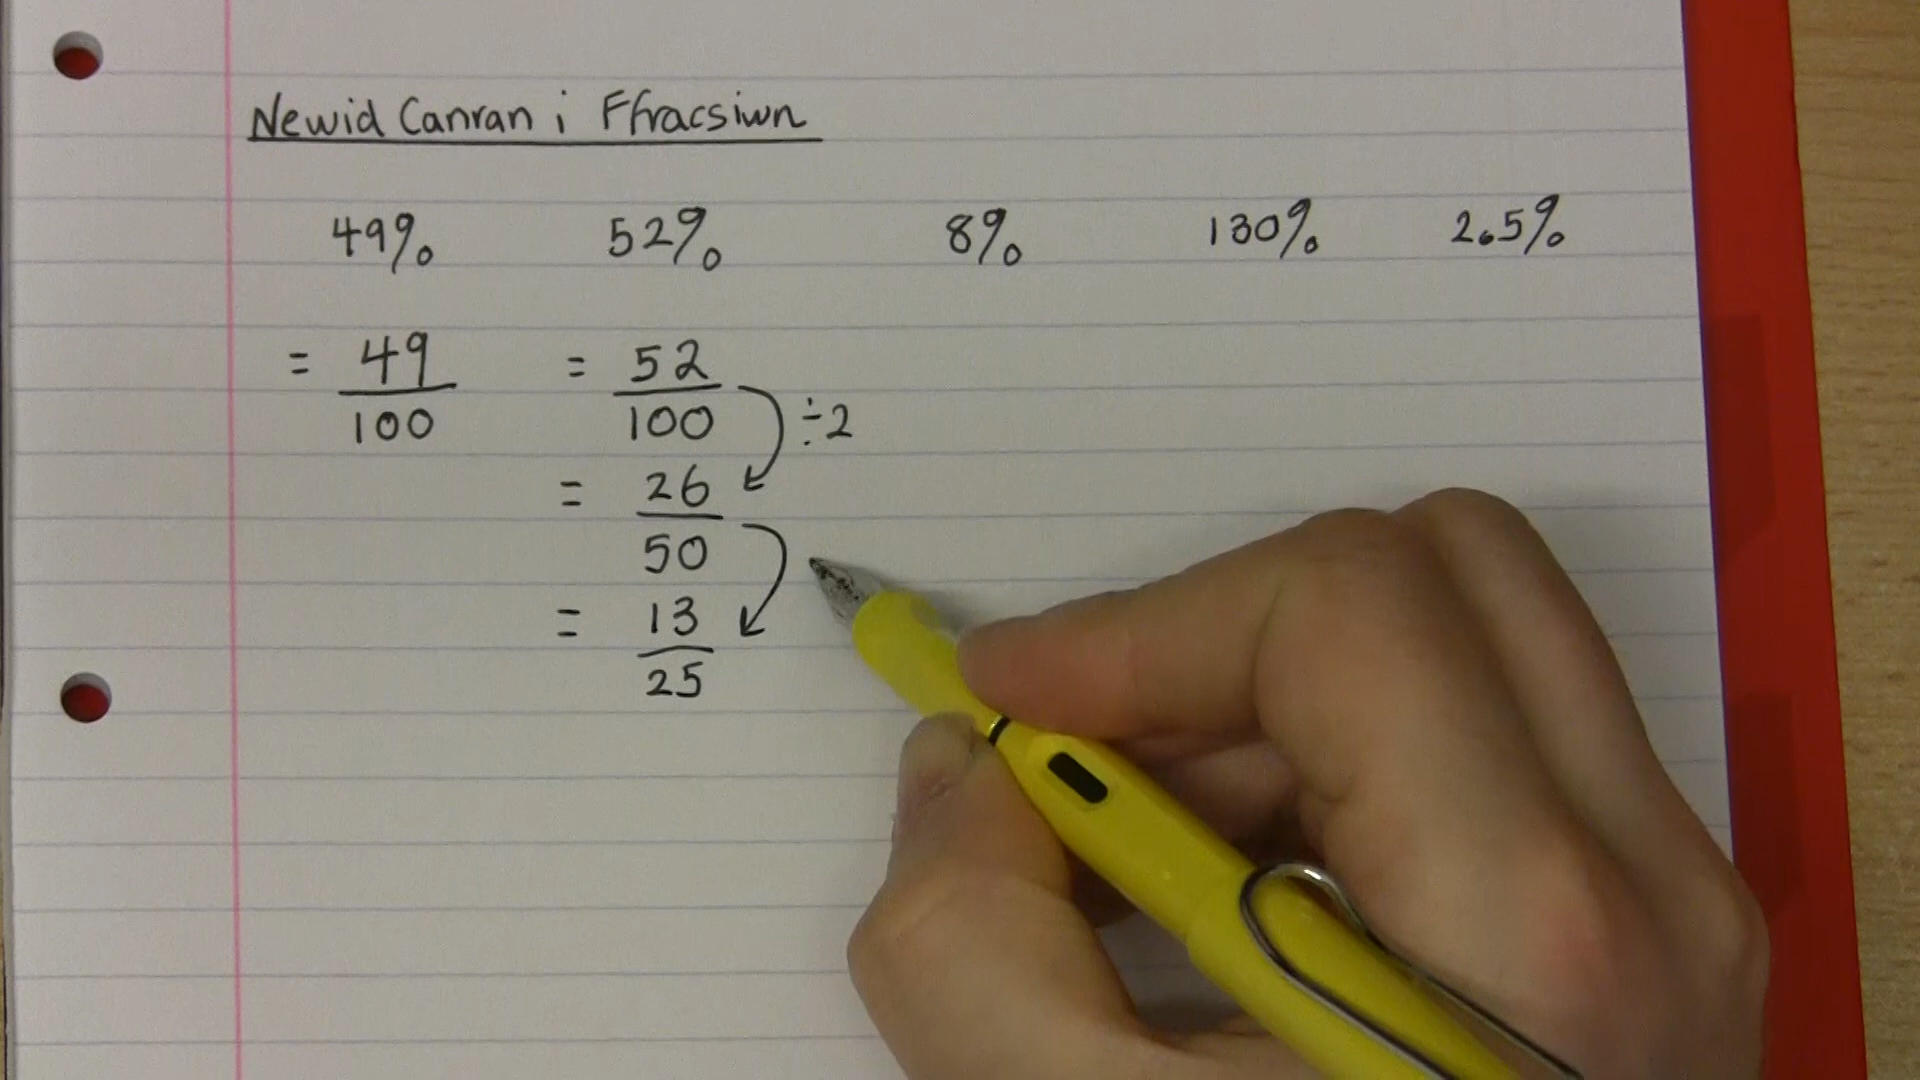 Newid Canran i Ffracsiwn
49% 52% 8% 130% 2.5%
= 49/100 = 52/100 ÷2
= 26/50
= 13/25